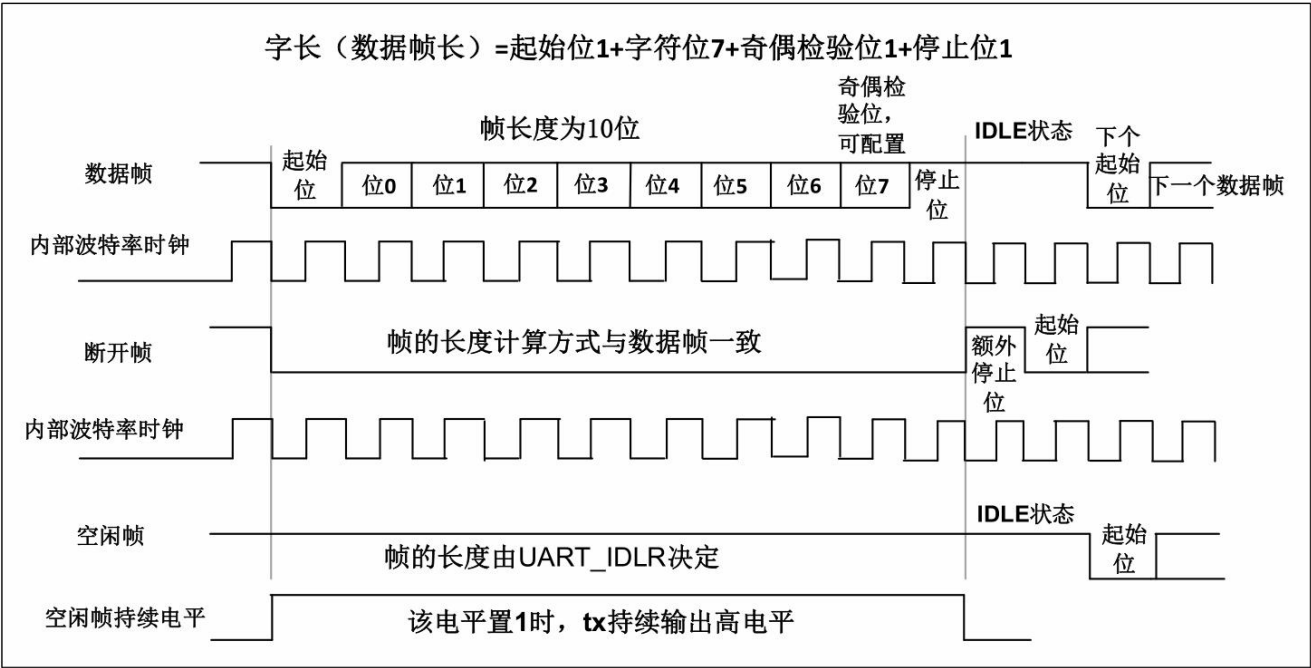 字长（数据帧长）=起始位1+字符位7+奇偶检验位1+停止位1
奇偶检
验位，
可配置
帧长度为10位
IDLE状态
下个
起始
位
数据帧
起始
位
位0
位1
位2
位3
位4
位5
位6
位7
停止
位
下一个数据帧
内部波特率时钟
断开帧
帧的长度计算方式与数据帧一致
额外
停止
位
起始
位
内部波特率时钟
IDLE状态
空闲帧
帧的长度由UART_IDLR决定
起始
位
空闲帧持续电平
该电平置1时，tx持续输出高电平